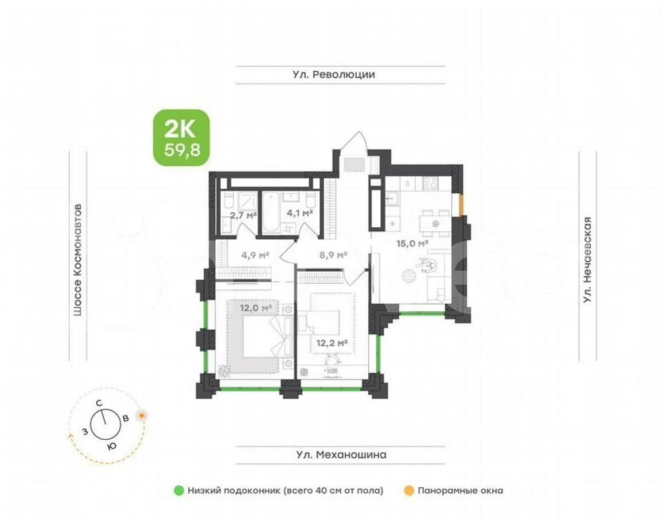 Ул. Революции
2К
59,8
Шоссе Космонавтов
Ул. Нечаевская
2,7 м²
4,1 м²
15,0 м²
4,9 м²
8,9 м²
12,0 м²
12,2 м²
С
В
З
Ю
Ул. Механошина
Низкий подоконник (всего 40 см от пола)
Панорамные окна